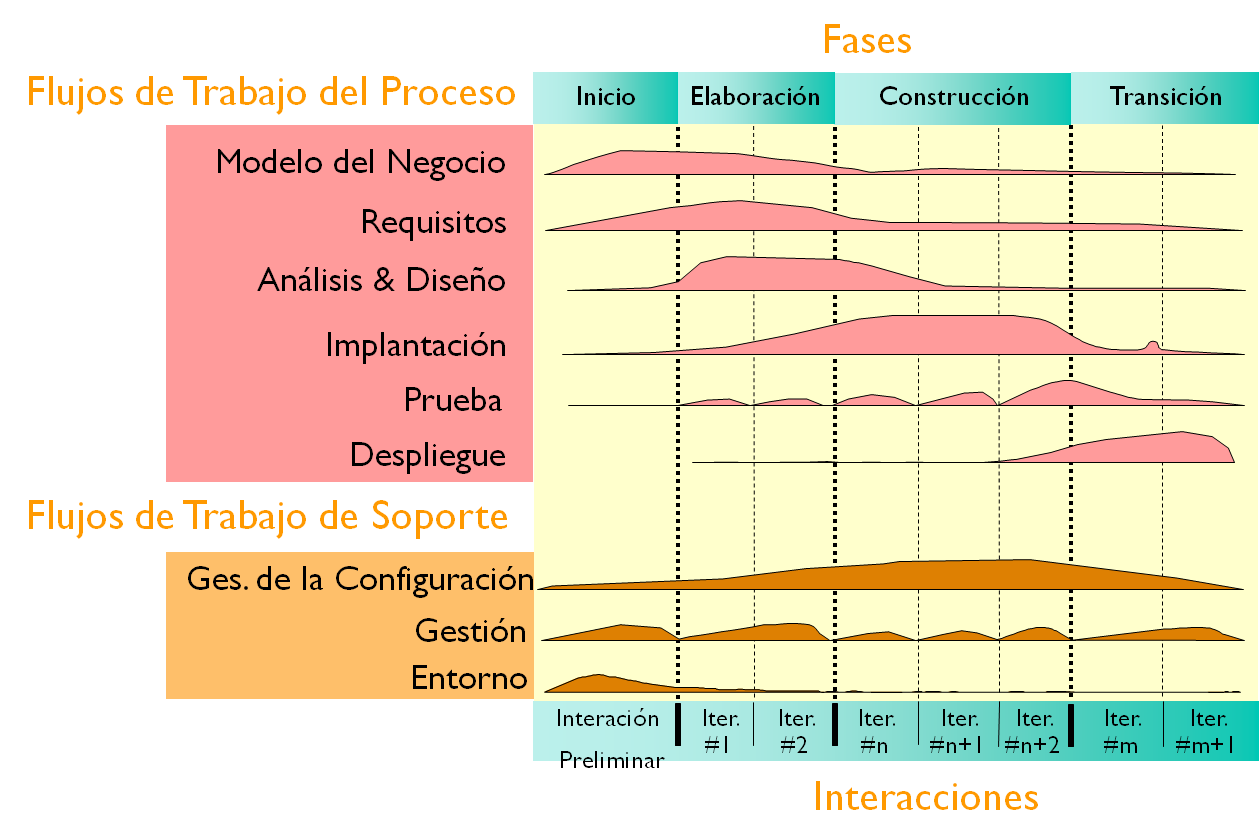 Fases
Flujos de Trabajo del Proceso
Inicio Elaboración Construcción Transición
Modelo del Negocio
Requisitos
Análisis & Diseño
Implantación
Prueba
Despliegue
Flujos de Trabajo de Soporte
Ges. de la Configuración
Gestión
Entorno
Interación Iter. Iter. Iter. Iter. Iter. Iter. Iter.
#1 #2 #n #n+1 #n+2 #m #m+1
Preliminar
Interacciones